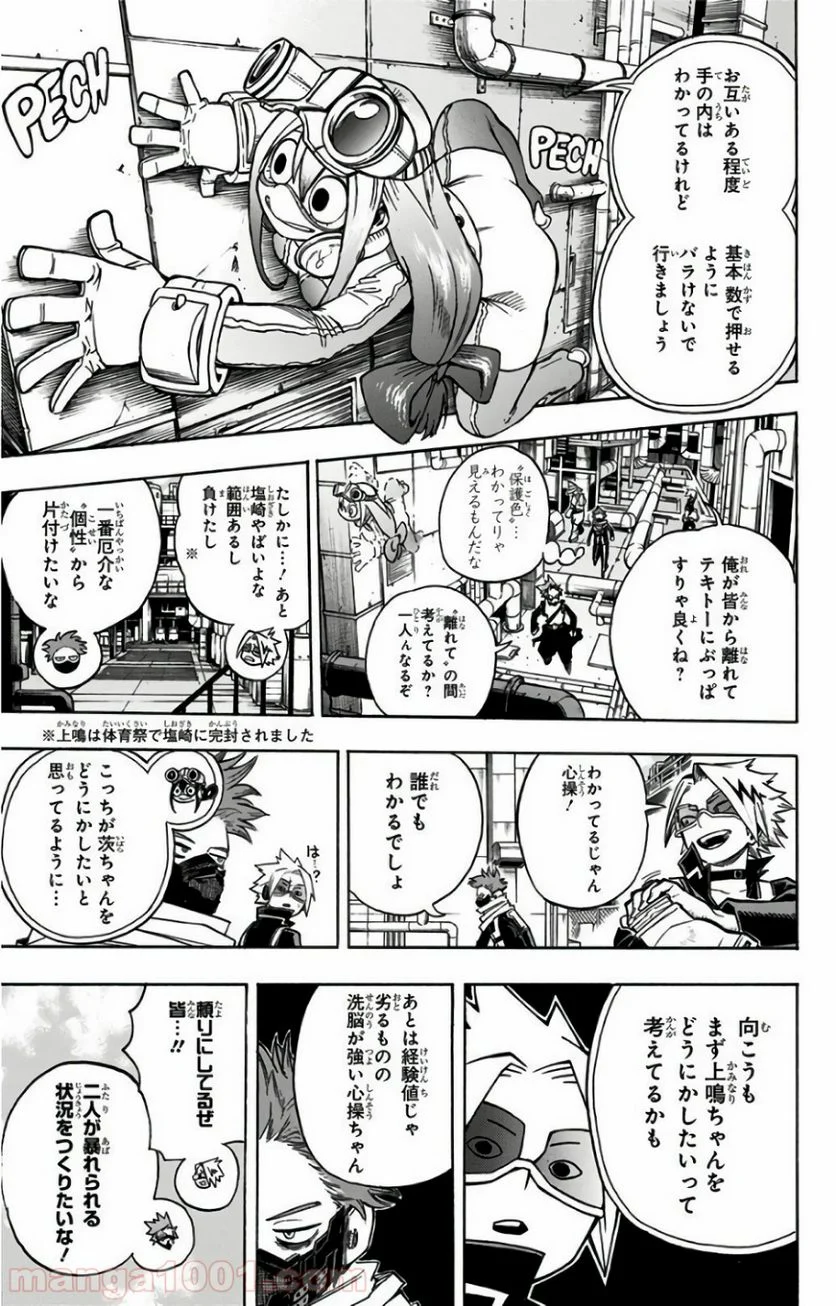 お互いある程度
手の内は
わかってるけれど
基本 数で押せる
ように
バラけないで
行きましょう
PECH
PECH
PECH
俺が皆から離れて
テキトーにぶっぱ
すりゃ良くね？
“保護色”…
わかってりゃ
見えるもんだな
“離れて”の間
考えてるか？
一人んなるぞ
たしかに…！あと
塩崎やばいよな
範囲あるし
負けたし
※
一番厄介な
“個性”から
片付けたいな
※上鳴は体育祭で塩崎に完封されました
わかってるじゃん
心操！
誰でも
わかるでしょ
は…？
こっちが茨ちゃんを
どうにかしたいと
思ってるように…
向こうも
まず上鳴ちゃんを
どうにかしたいって
考えてるかも
あとは経験値じゃ
劣るものの
洗脳が強い心操ちゃん
頼りにしてるぜ
皆…!!
二人が暴れられる
状況をつくりたいな！
manga1001.com